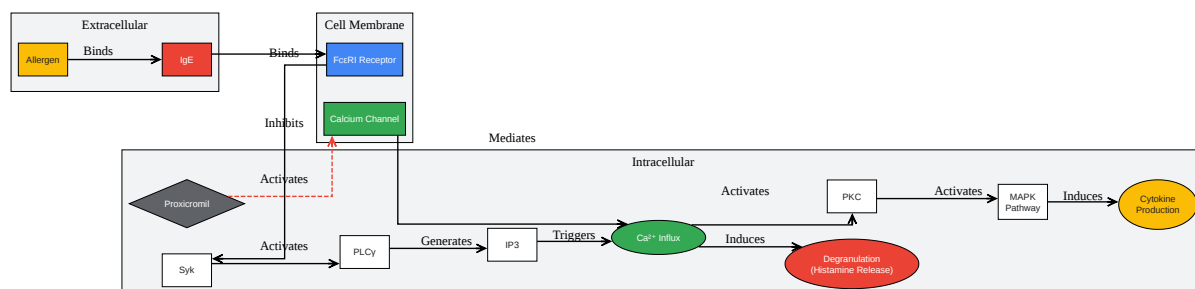 Extracellular
Cell Membrane
Allergen
Binds
IgE
Binds
FcεRI Receptor
Calcium Channel
Inhibits
Mediates
Intracellular
Proxicromil
Activates
Activates
PKC
Activates
MAPK
Pathway
Induces
Cytokine
Production
Syk
Activates
PLCγ
Generates
IP3
Triggers
Ca²⁺ Influx
Induces
Degranulation
(Histamine Release)